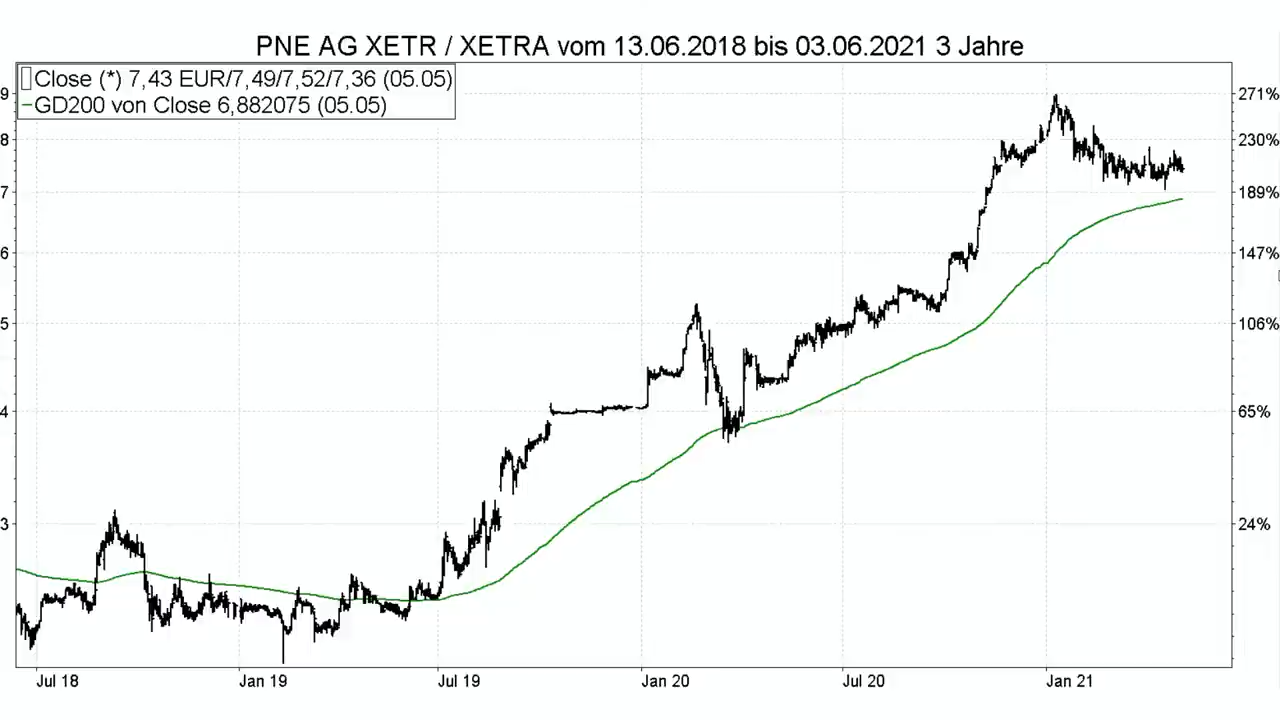 PNE AG XETR / XETRA vom 13.06.2018 bis 03.06.2021 3 Jahre
Close (*) 7,43 EUR/7,49/7,52/7,36 (05.05)
GD200 von Close 6,882075 (05.05)
9 271%
8 230%
7 189%
6 147%
5 106%
4 65%
3 24%
Jul 18 Jan 19 Jul 19 Jan 20 Jul 20 Jan 21